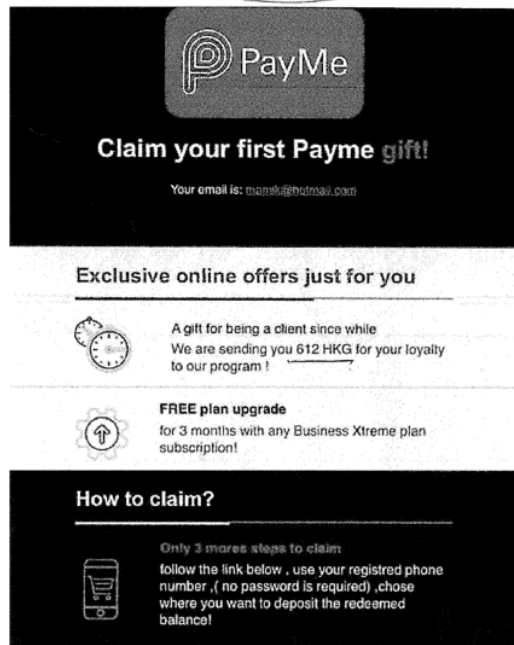 PayMe
Claim your first Payme gift!
Your email is:
Exclusive online offers just for you
A gift for being a client since while
We are sending you 612 HKG for your loyalty
to our program !
FREE plan upgrade
for 3 months with any Business Xtreme plan
subscription!
How to claim?
Only 3 mores steps to claim
follow the link below , use your registred phone
number ,( no password is required) ,chose
where you want to deposit the redeemed
balance!